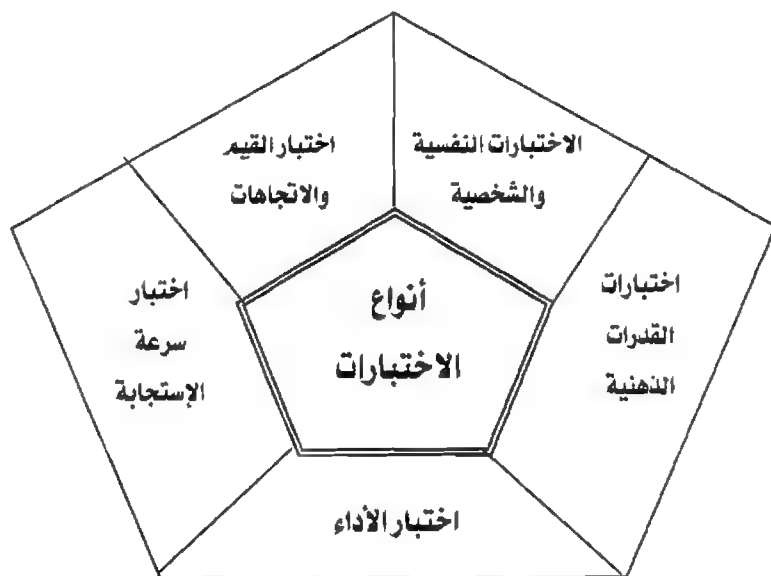 الاختبارات النفسية
والشخصية
اختبار القيم
والاتجاهات
اختبارات
القدرات
الذهنية
أنواع
الاختبارات
اختبار
سرعة
الإستجابة
اختبار الأداء